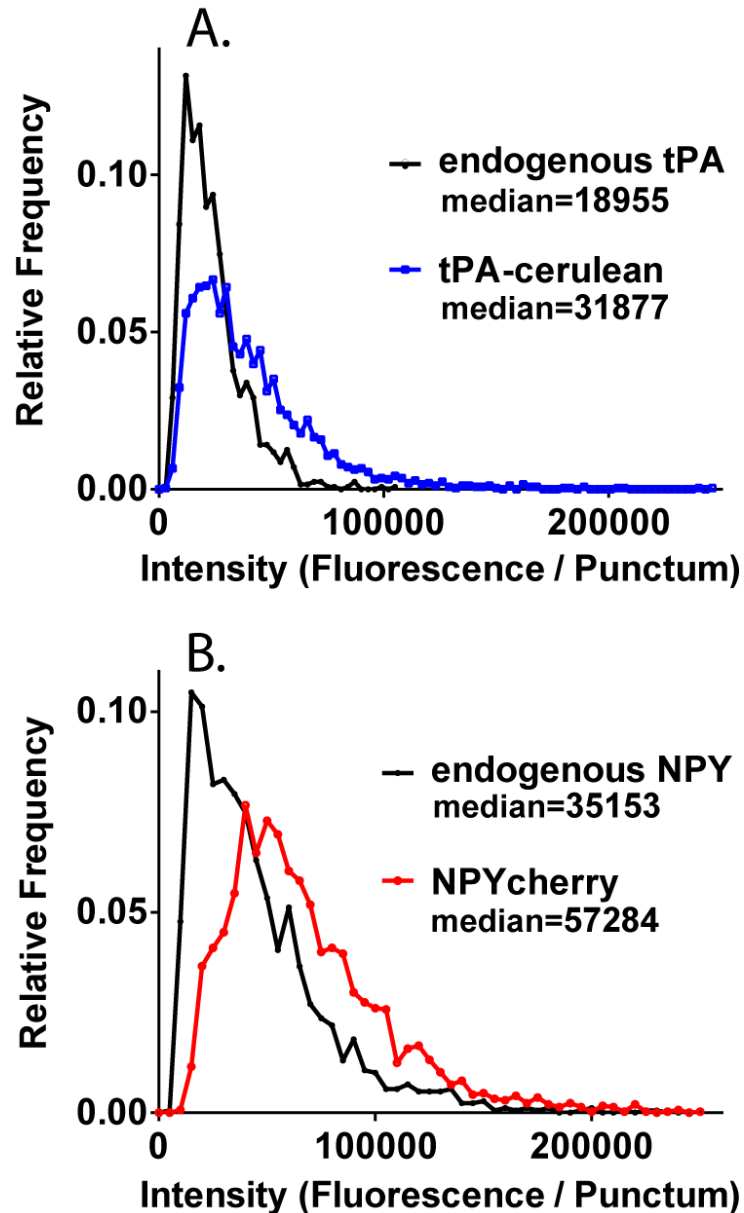 A.
Relative Frequency
0.10
0.05
0.00
endogenous tPA
median=18955
tPA-cerulean
median=31877
0
100000
200000
Intensity (Fluorescence / Punctum)
B.
Relative Frequency
0.10
0.05
0.00
endogenous NPY
median=35153
NPYcherry
median=57284
0
100000
200000
Intensity (Fluorescence / Punctum)